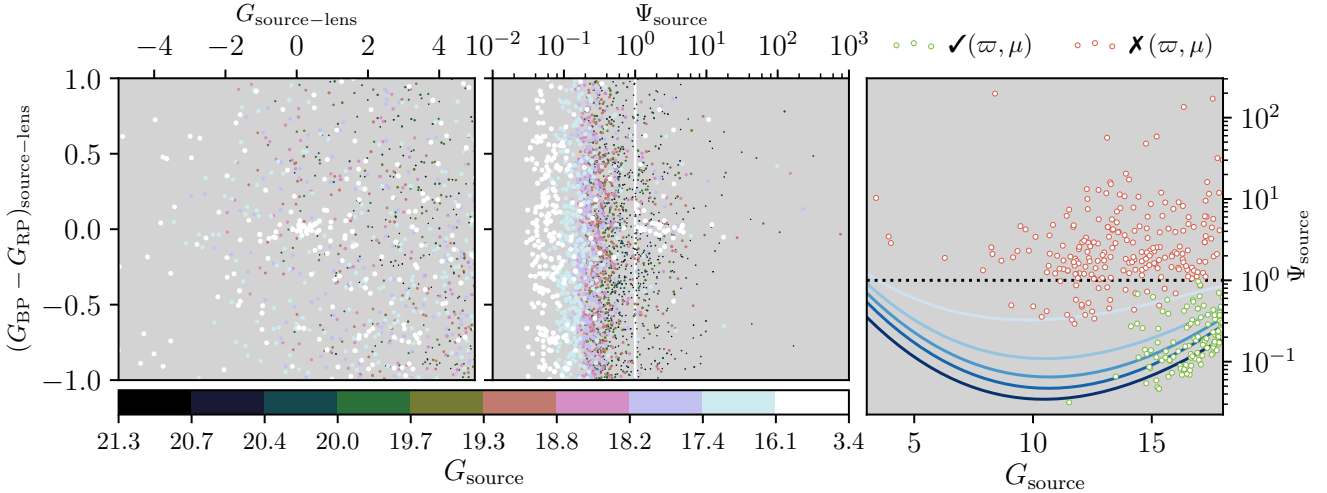 G_source−lens
Ψ_source
−4 −2 0 2 4
10^−2 10^−1 10^0 10^1 10^2 10^3
✓(ϖ, μ) ✗(ϖ, μ)
(G_BP − G_RP)_source−lens
1.0
0.5
0.0
−0.5
−1.0
10^2
10^1
10^0
10^−1
Ψ_source
21.3 20.7 20.4 20.0 19.7 19.3 18.8 18.2 17.4 16.1 3.4
G_source
5 10 15
G_source